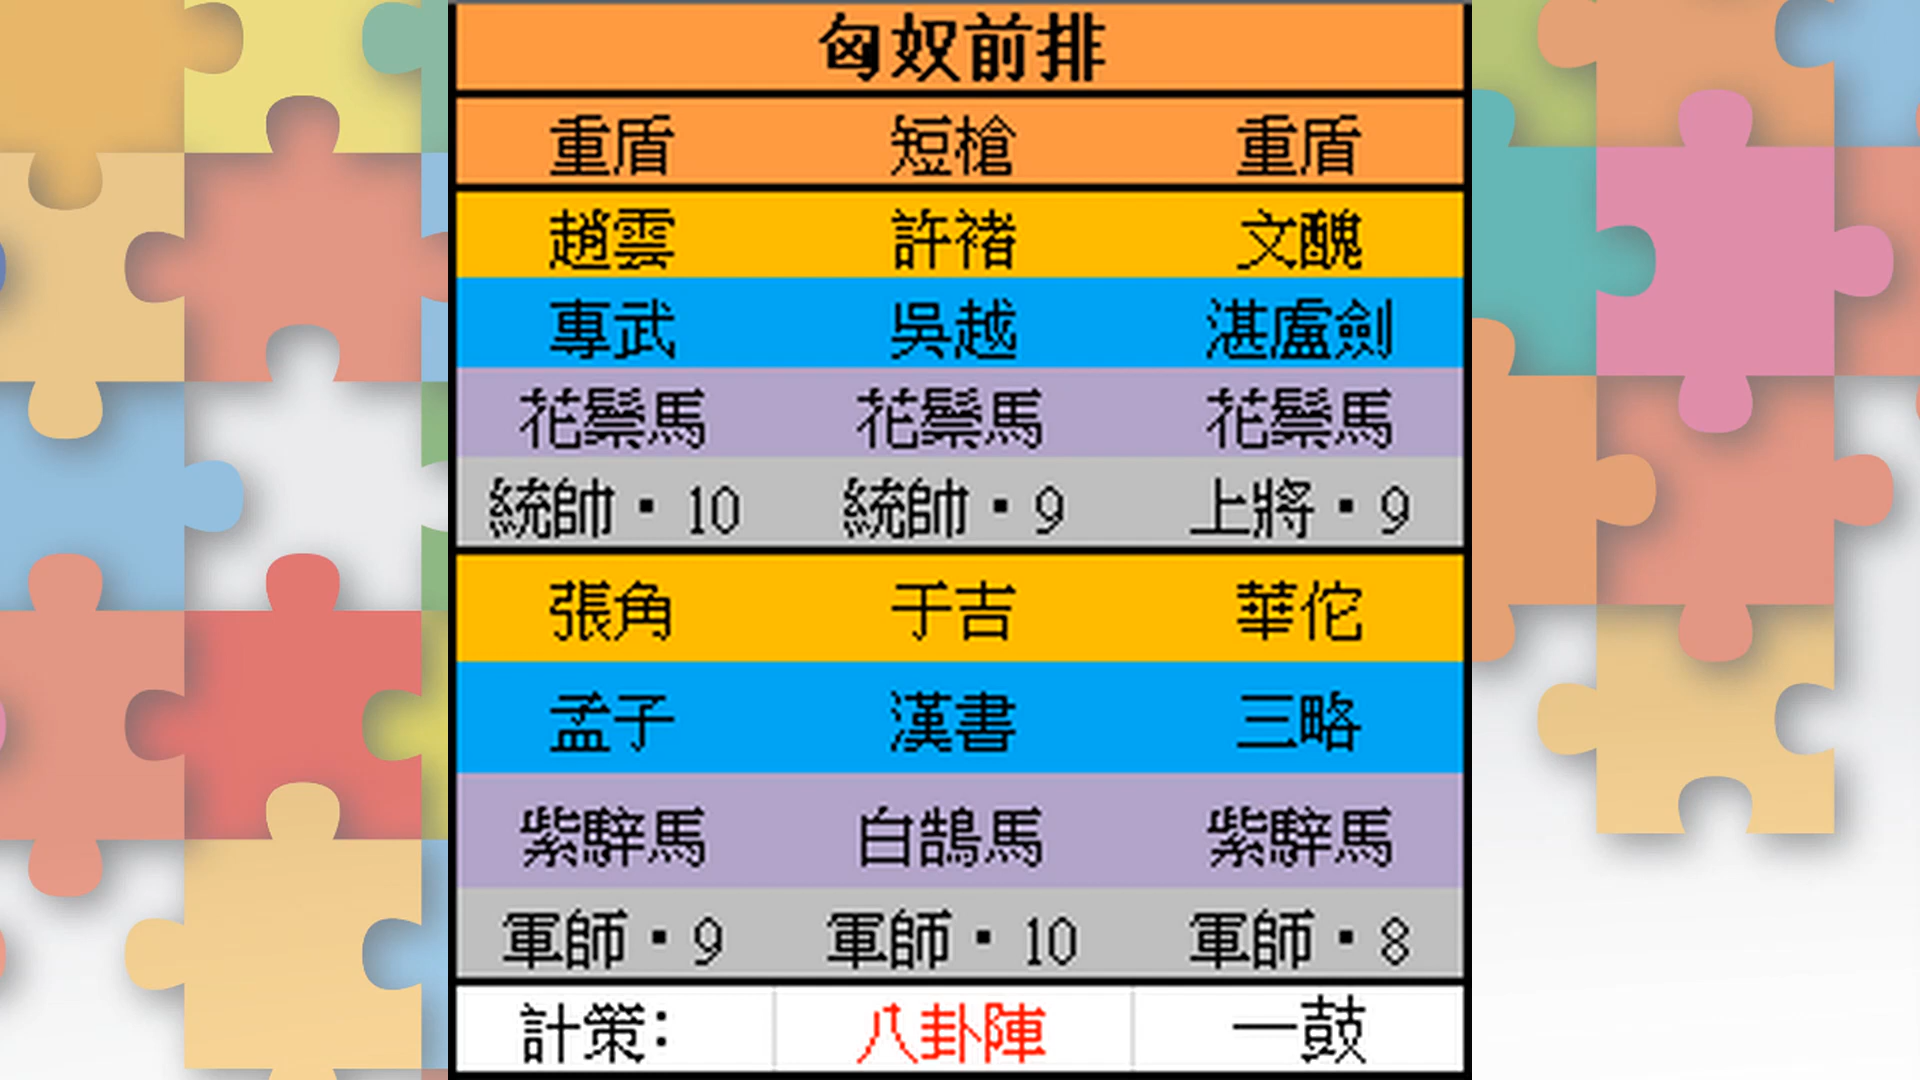 匈奴前排
重盾 短槍 重盾
趙雲 許褚 文醜
專武 吳越 湛盧劍
花鬃馬 花鬃馬 花鬃馬
統帥·10 統帥·9 上將·9
張角 于吉 華佗
孟子 漢書 三略
紫騂馬 白鵠馬 紫騂馬
軍師·9 軍師·10 軍師·8
計策: 八卦陣 一鼓